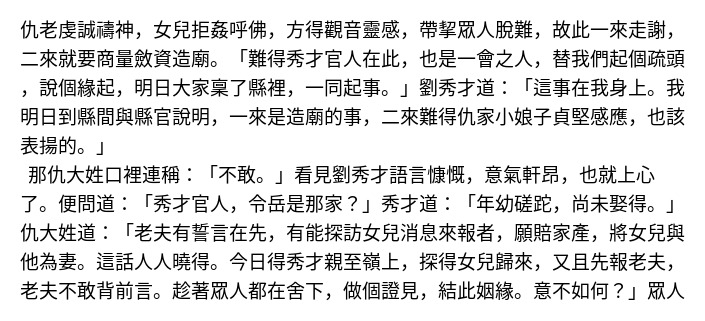 仇老虔誠禱神，女兒拒姦呼佛，方得觀音靈感，帶挈眾人脫難，故此一來走謝，
二來就要商量斂資造廟。「難得秀才官人在此，也是一會之人，替我們起個疏頭
，說個緣起，明日大家稟了縣裡，一同起事。」劉秀才道：「這事在我身上。我
明日到縣間與縣官說明，一來是造廟的事，二來難得仇家小娘子貞堅感應，也該
表揚的。」
那仇大姓口裡連稱：「不敢。」看見劉秀才語言慷慨，意氣軒昂，也就上心
了。便問道：「秀才官人，令岳是那家？」秀才道：「年幼磋跎，尚未娶得。」
仇大姓道：「老夫有誓言在先，有能探訪女兒消息來報者，願賠家產，將女兒與
他為妻。這話人人曉得。今日得秀才親至嶺上，探得女兒歸來，又且先報老夫，
老夫不敢背前言。趁著眾人都在舍下，做個證見，結此姻緣。意不如何？」眾人